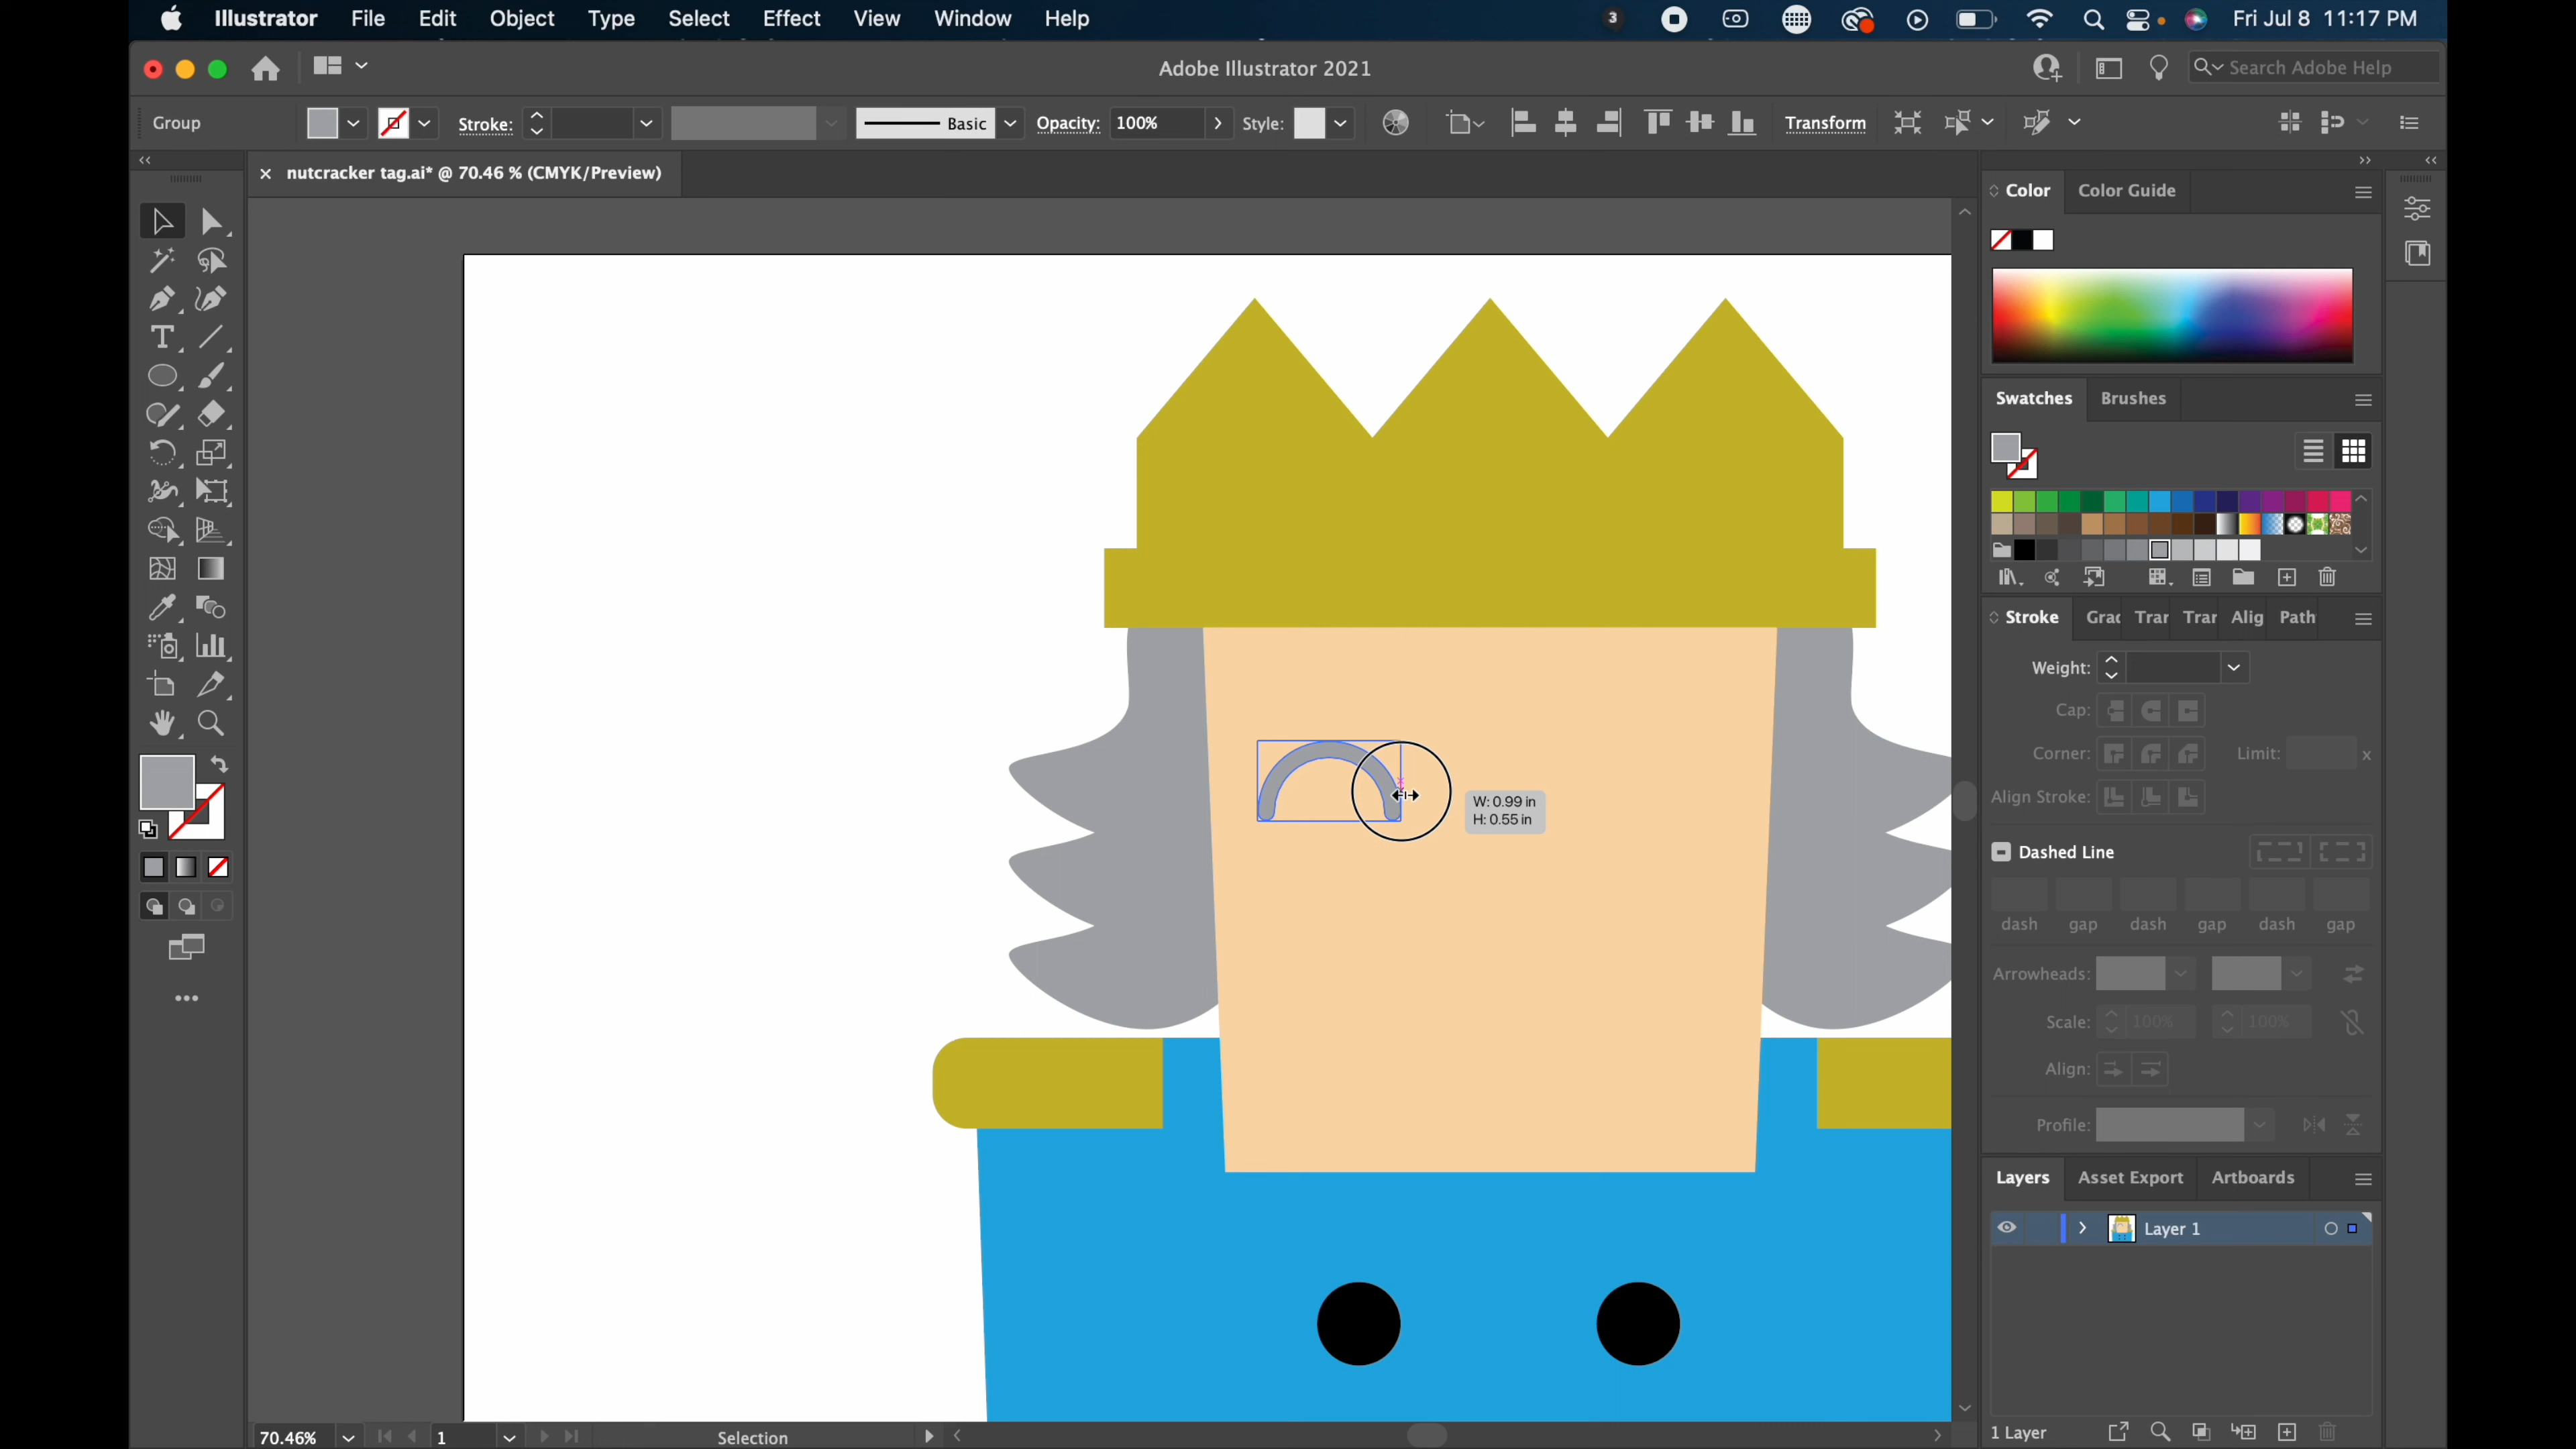 Illustrator File Edit Object Type Select Effect View Window Help 3 Fri Jul 8 11:17 PM
Adobe Illustrator 2021 Search Adobe Help
Group Stroke: Basic Opacity: 100% Style: Transform
nutcracker tag.ai* @ 70.46 % (CMYK/Preview)
Color Color Guide
Swatches Brushes
Stroke Grac Trar Trar Alig Path
Weight:
Cap:
Corner: Limit: x
Align Stroke:
W: 0.99 in
H: 0.55 in
Dashed Line
dash gap dash gap dash gap
Arrowheads:
Scale: 100% 100%
Align:
Profile:
Layers Asset Export Artboards
Layer 1
1 Layer
70.46% 1 Selection